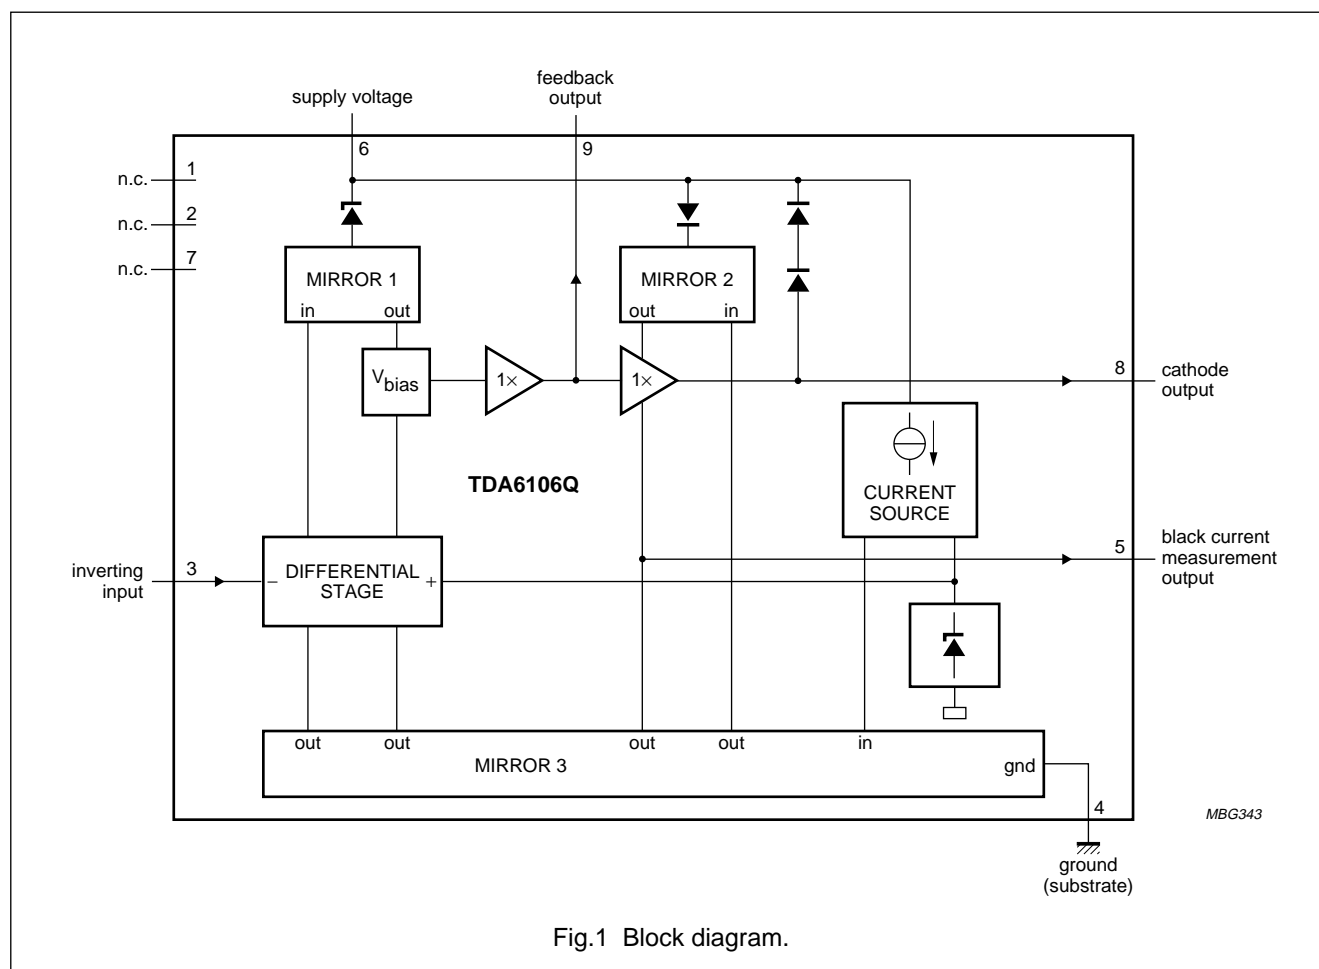 supply voltage
feedback
output
6
9
n.c.
1
n.c.
2
n.c.
7
MIRROR 1
in
out
MIRROR 2
out
in
Vbias
1×
1×
8
cathode
output
TDA6106Q
CURRENT
SOURCE
5
black current
measurement
output
inverting
input
3
− DIFFERENTIAL
STAGE +
out
out
out
out
in
MIRROR 3
gnd
4
ground
(substrate)
MBG343
Fig.1 Block diagram.